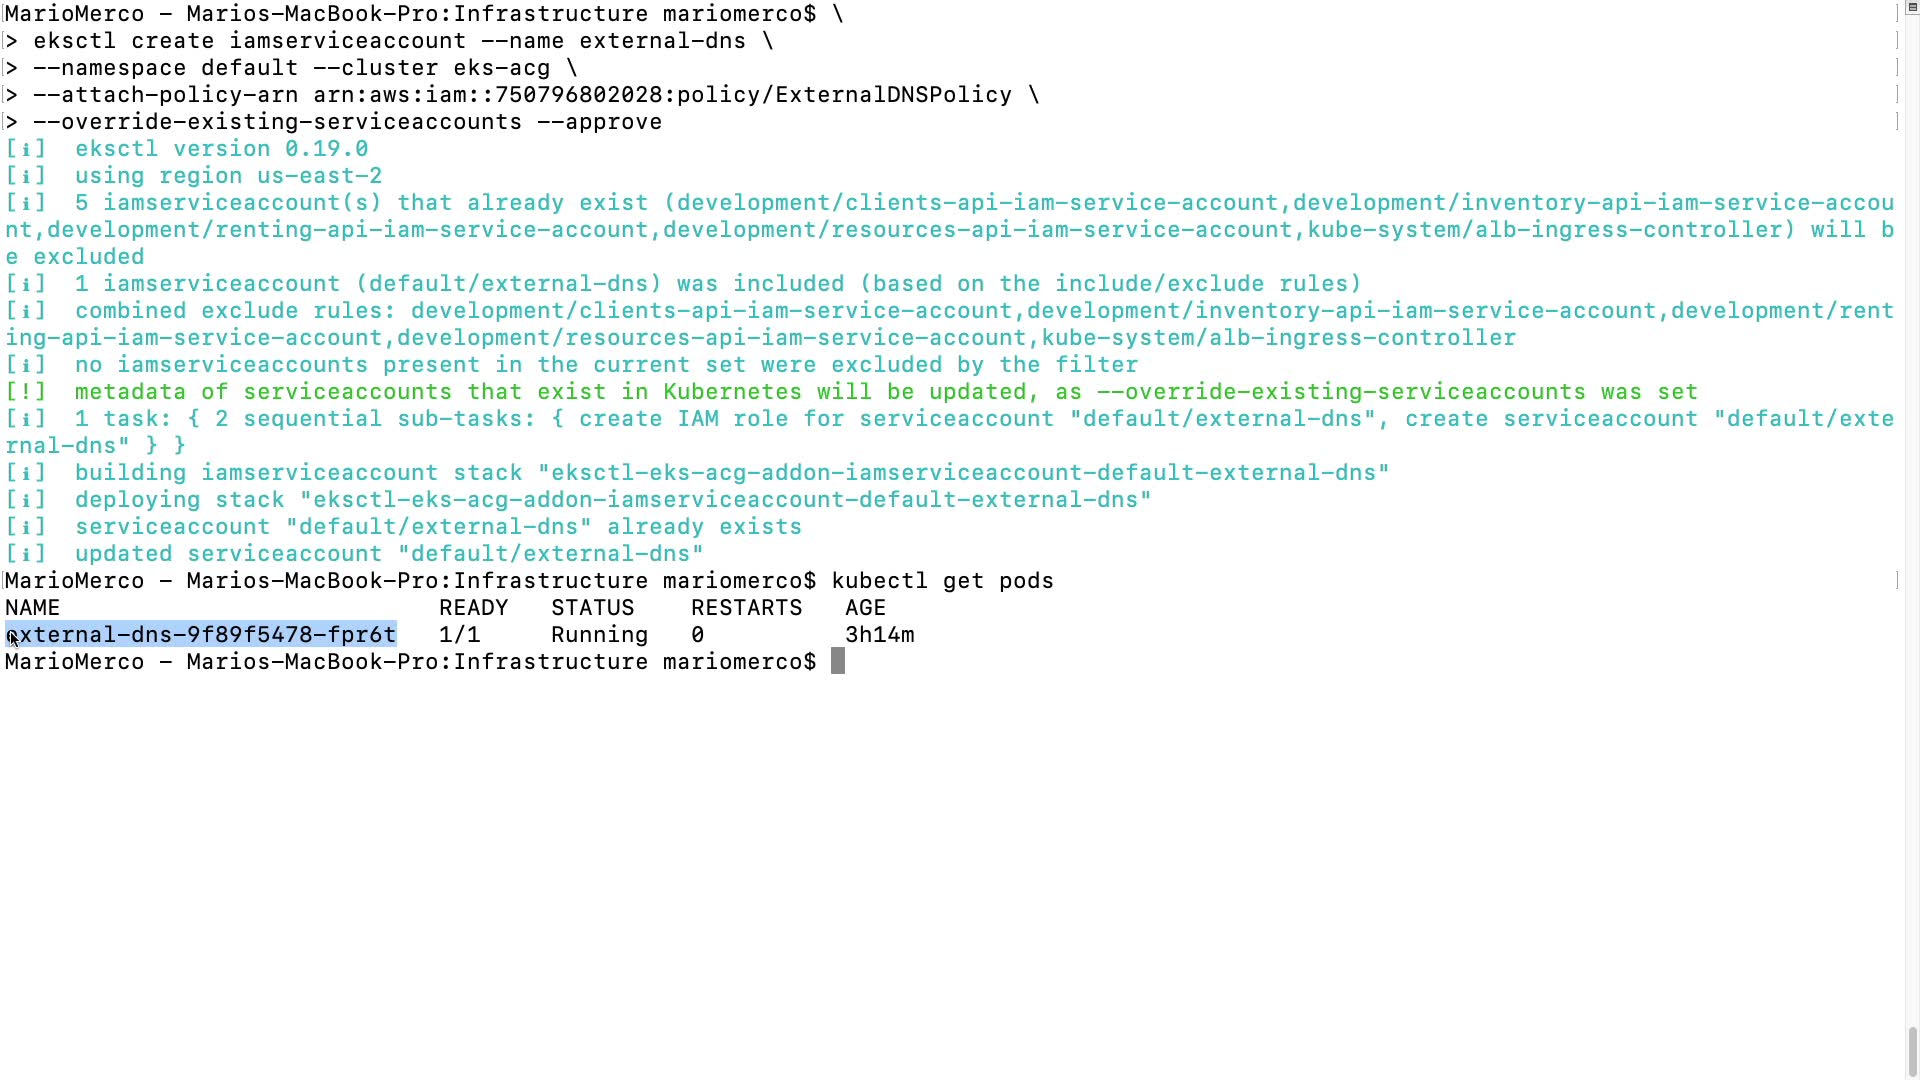 MarioMerco - Marios-MacBook-Pro:Infrastructure mariomerco$ \
> eksctl create iamserviceaccount --name external-dns \
> --namespace default --cluster eks-acg \
> --attach-policy-arn arn:aws:iam::750796802028:policy/ExternalDNSPolicy \
> --override-existing-serviceaccounts --approve
[ℹ]  eksctl version 0.19.0
[ℹ]  using region us-east-2
[ℹ]  5 iamserviceaccount(s) that already exist (development/clients-api-iam-service-account,development/inventory-api-iam-service-accou
nt,development/renting-api-iam-service-account,development/resources-api-iam-service-account,kube-system/alb-ingress-controller) will b
e excluded
[ℹ]  1 iamserviceaccount (default/external-dns) was included (based on the include/exclude rules)
[ℹ]  combined exclude rules: development/clients-api-iam-service-account,development/inventory-api-iam-service-account,development/rent
ing-api-iam-service-account,development/resources-api-iam-service-account,kube-system/alb-ingress-controller
[ℹ]  no iamserviceaccounts present in the current set were excluded by the filter
[!]  metadata of serviceaccounts that exist in Kubernetes will be updated, as --override-existing-serviceaccounts was set
[ℹ]  1 task: { 2 sequential sub-tasks: { create IAM role for serviceaccount "default/external-dns", create serviceaccount "default/exte
rnal-dns" } }
[ℹ]  building iamserviceaccount stack "eksctl-eks-acg-addon-iamserviceaccount-default-external-dns"
[ℹ]  deploying stack "eksctl-eks-acg-addon-iamserviceaccount-default-external-dns"
[ℹ]  serviceaccount "default/external-dns" already exists
[ℹ]  updated serviceaccount "default/external-dns"
MarioMerco - Marios-MacBook-Pro:Infrastructure mariomerco$ kubectl get pods
NAME                           READY   STATUS    RESTARTS   AGE
external-dns-9f89f5478-fpr6t   1/1     Running   0          3h14m
MarioMerco - Marios-MacBook-Pro:Infrastructure mariomerco$